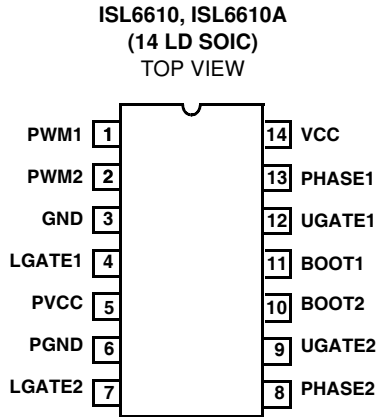 ISL6610, ISL6610A
(14 LD SOIC)
TOP VIEW
PWM1 1 14 VCC
PWM2 2 13 PHASE1
GND 3 12 UGATE1
LGATE1 4 11 BOOT1
PVCC 5 10 BOOT2
PGND 6 9 UGATE2
LGATE2 7 8 PHASE2